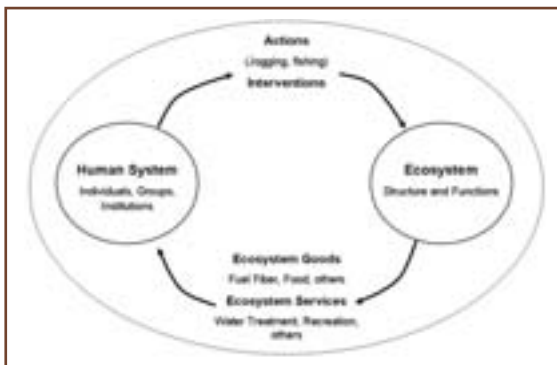 Actions
(Jogging, fishing)
Interventions
Human System
Individuals, Groups,
Institutions
Ecosystem
Structure and Functions
Ecosystem Goods
Fuel Fiber, Food, others
Ecosystem Services
Water Treatment, Recreation,
others